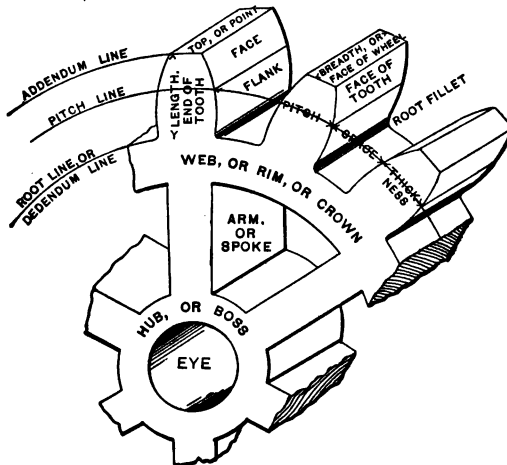 TOP, OR POINT
ADDENDUM LINE
FACE
FLANK
PITCH LINE
LENGTH.
END OF
TOOTH
BREADTH, OR
FACE OF WHEEL
FACE OF
TOOTH
ROOT FILLET
PITCH
SPACE
THICK
NESS
ROOT LINE, OR
DEDENDUM LINE
WEB, OR RIM, OR CROWN
ARM.
OR
SPOKE
HUB, OR BOSS
EYE